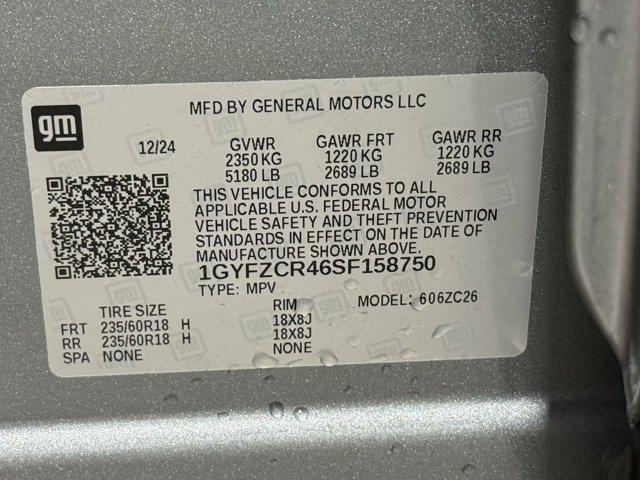 gm
MFD BY GENERAL MOTORS LLC
12/24 GVWR GAWR FRT GAWR RR
2350 KG 1220 KG 1220 KG
5180 LB 2689 LB 2689 LB
THIS VEHICLE CONFORMS TO ALL
APPLICABLE U.S. FEDERAL MOTOR
VEHICLE SAFETY AND THEFT PREVENTION
STANDARDS IN EFFECT ON THE DATE OF
MANUFACTURE SHOWN ABOVE.
1GYFZCR46SF158750
TYPE: MPV MODEL: 606ZC26
TIRE SIZE RIM
FRT 235/60R18 H 18X8J
RR 235/60R18 H 18X8J
SPA NONE NONE